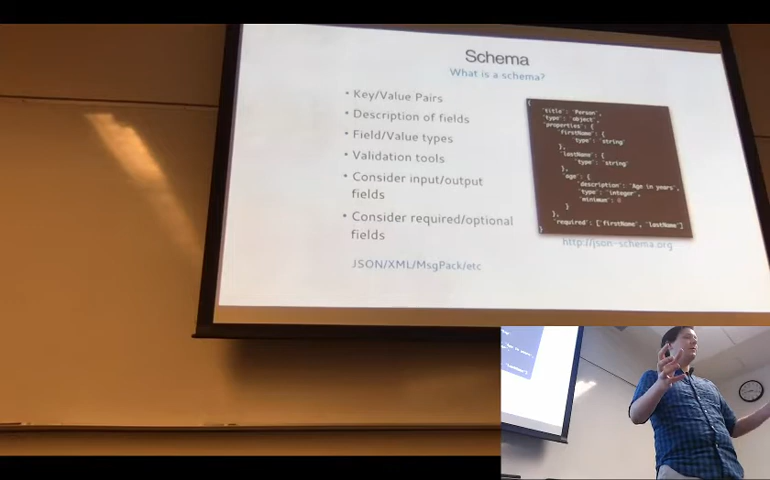 Schema
What is a schema?
• Key/Value Pairs
• Description of fields
• Field/Value types
• Validation tools
• Consider input/output
fields
• Consider required/optional
fields
JSON/XML/MsgPack/etc
{
"title": "Person",
"type": "object",
"properties": {
"firstName": {
"type": "string"
},
"lastName": {
"type": "string"
},
"age": {
"description": "Age in years",
"type": "integer",
"minimum": 0
}
},
"required": ["firstName", "lastName"]
}
http://json-schema.org